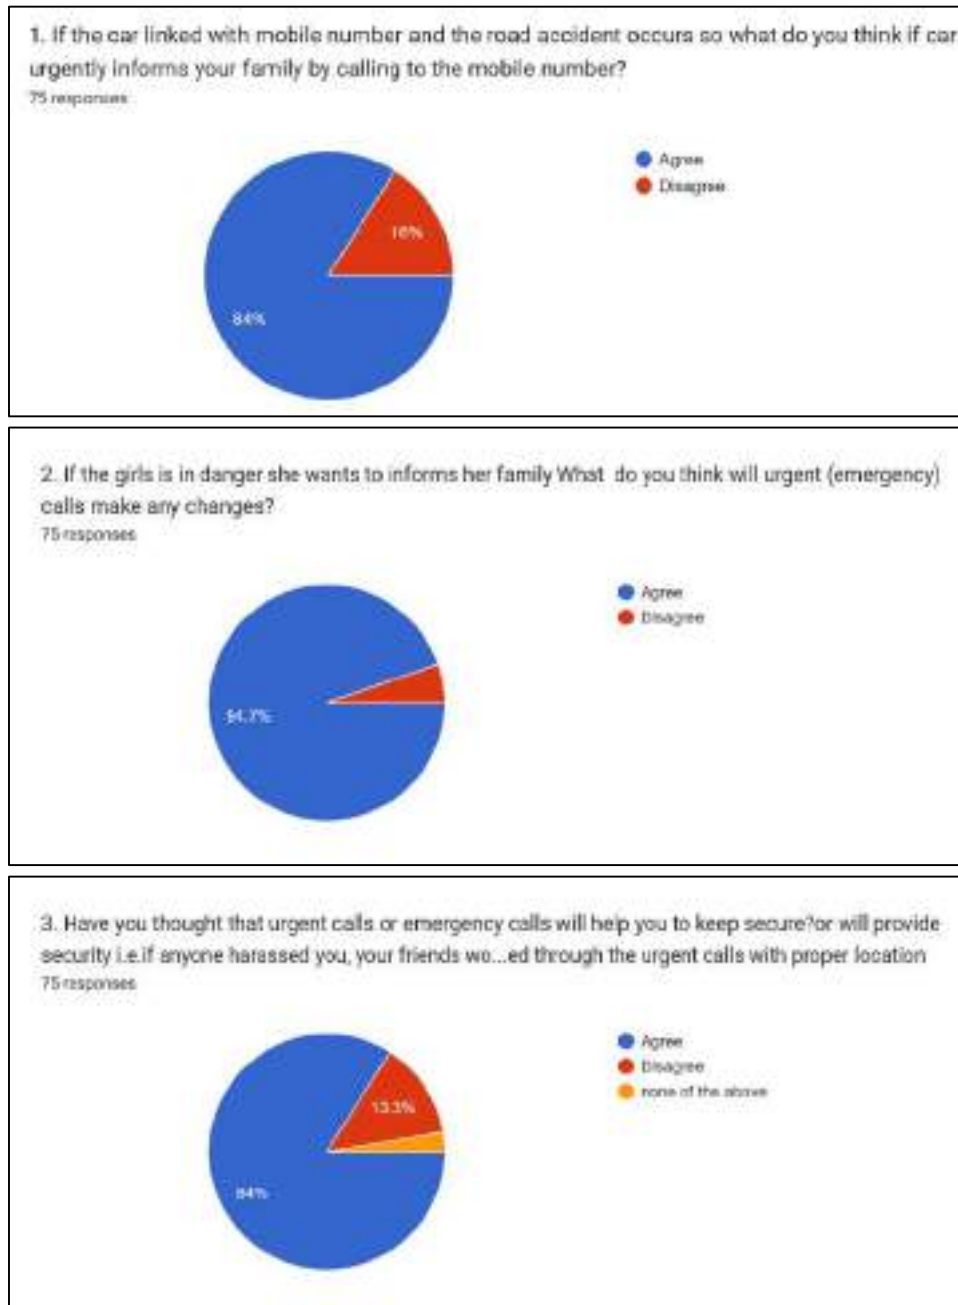 1. If the car linked with mobile number and the road accident occurs so what do you think if car
urgently informs your family by calling to the mobile number?
75 responses
Agree
Disagree
16%
84%
2. If the girls is in danger she wants to informs her family What do you think will urgent (emergency)
calls make any changes?
75 responses
Agree
Disagree
94.7%
3. Have you thought that urgent calls or emergency calls will help you to keep secure?or will provide
security i.e.if anyone harassed you, your friends wo...ed through the urgent calls with proper location
75 responses
Agree
Disagree
none of the above
13.3%
84%